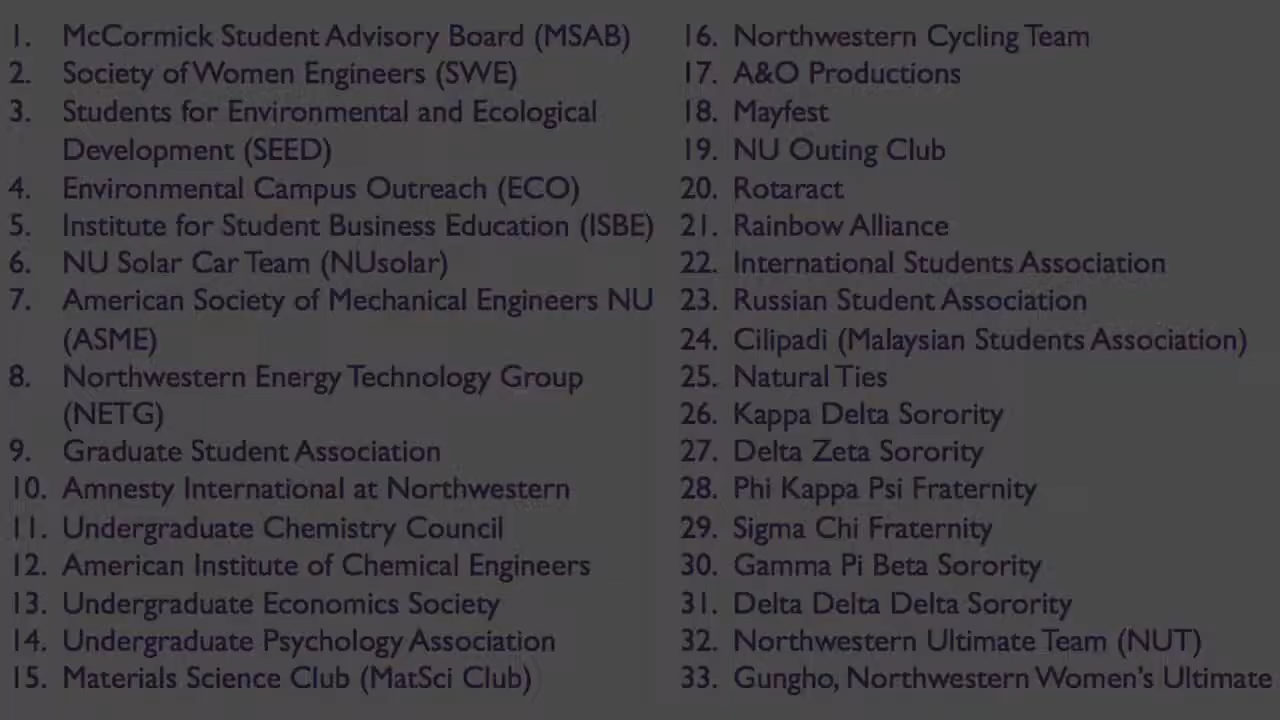 1. McCormick Student Advisory Board (MSAB)
2. Society of Women Engineers (SWE)
3. Students for Environmental and Ecological
Development (SEED)
4. Environmental Campus Outreach (ECO)
5. Institute for Student Business Education (ISBE)
6. NU Solar Car Team (NUsolar)
7. American Society of Mechanical Engineers NU
(ASME)
8. Northwestern Energy Technology Group
(NETG)
9. Graduate Student Association
10. Amnesty International at Northwestern
11. Undergraduate Chemistry Council
12. American Institute of Chemical Engineers
13. Undergraduate Economics Society
14. Undergraduate Psychology Association
15. Materials Science Club (MatSci Club)
16. Northwestern Cycling Team
17. A&O Productions
18. Mayfest
19. NU Outing Club
20. Rotaract
21. Rainbow Alliance
22. International Students Association
23. Russian Student Association
24. Cilipadi (Malaysian Students Association)
25. Natural Ties
26. Kappa Delta Sorority
27. Delta Zeta Sorority
28. Phi Kappa Psi Fraternity
29. Sigma Chi Fraternity
30. Gamma Pi Beta Sorority
31. Delta Delta Delta Sorority
32. Northwestern Ultimate Team (NUT)
33. Gungho, Northwestern Women's Ultimate